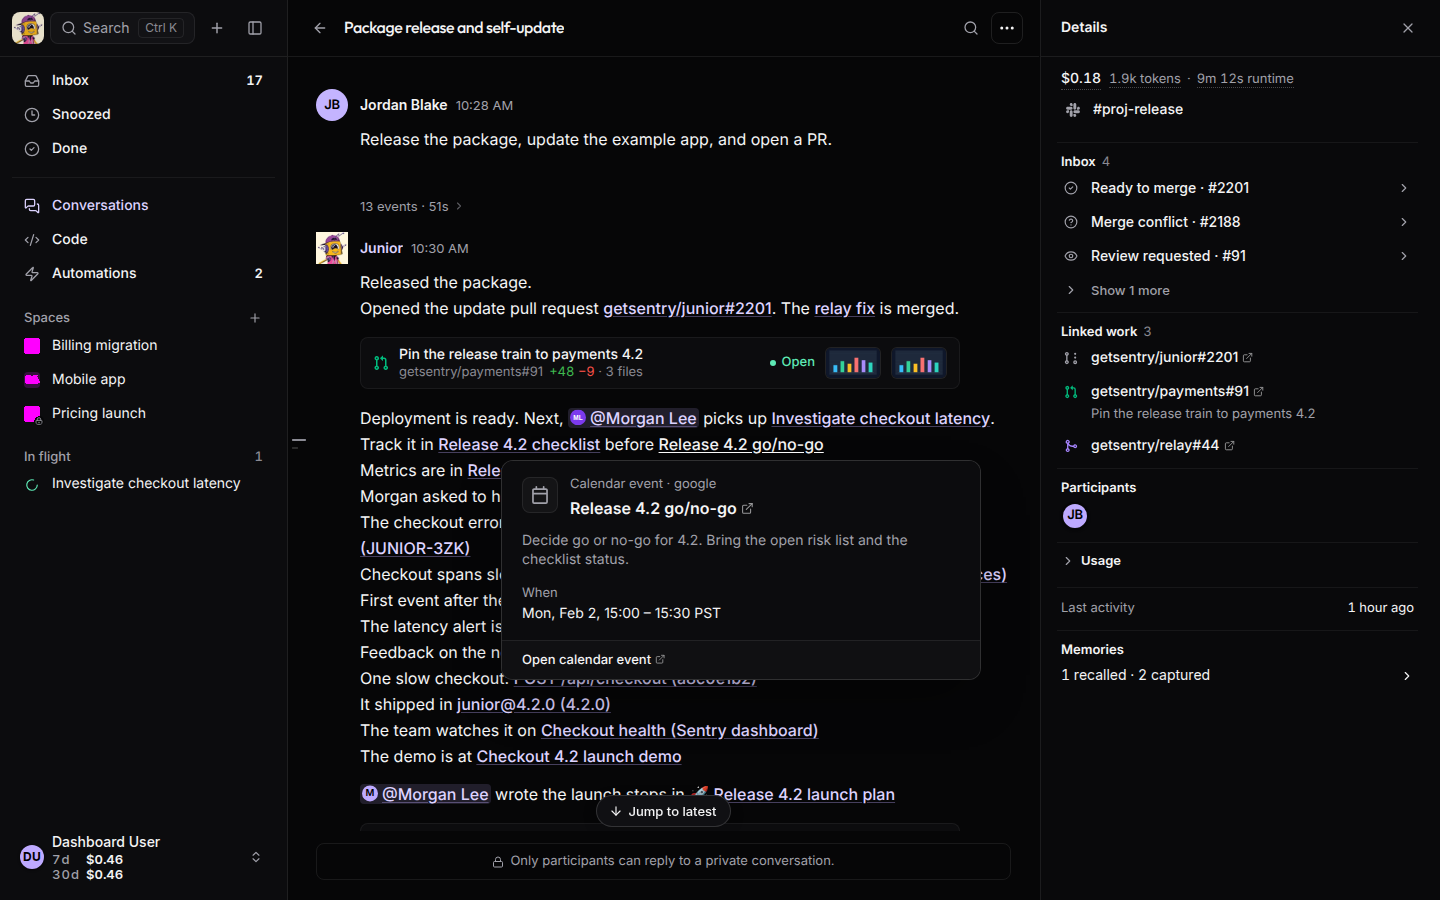 Search Ctrl K
Inbox 17
Snoozed
Done
Conversations
Code
Automations 2
Spaces
Billing migration
Mobile app
Pricing launch
In flight 1
Investigate checkout latency
DU Dashboard User
7d $0.46
30d $0.46
Package release and self-update
JB Jordan Blake 10:28 AM
Release the package, update the example app, and open a PR.
13 events · 51s
Junior 10:30 AM
Released the package.
Opened the update pull request getsentry/junior#2201. The relay fix is merged.
Pin the release train to payments 4.2
getsentry/payments#91 +48 −9 · 3 files
Open
Deployment is ready. Next, ML @Morgan Lee picks up Investigate checkout latency.
Track it in Release 4.2 checklist before Release 4.2 go/no-go
Metrics are in
Morgan asked to
The checkout
(JUNIOR-3ZK)
Checkout spans
First event after
The latency alert
Feedback on the
One slow checkout.
It shipped in junior@4.2.0 (4.2.0)
The team watches it on Checkout health (Sentry dashboard)
The demo is at Checkout 4.2 launch demo
M @Morgan Lee wrote the launch steps in 🚀 Release 4.2 launch plan
Calendar event · google
Release 4.2 go/no-go
Decide go or no-go for 4.2. Bring the open risk list and the
checklist status.
When
Mon, Feb 2, 15:00 – 15:30 PST
Open calendar event
Jump to latest
Only participants can reply to a private conversation.
Details
$0.18 1.9k tokens · 9m 12s runtime
#proj-release
Inbox 4
Ready to merge · #2201
Merge conflict · #2188
Review requested · #91
Show 1 more
Linked work 3
getsentry/junior#2201
getsentry/payments#91
Pin the release train to payments 4.2
getsentry/relay#44
Participants
JB
Usage
Last activity 1 hour ago
Memories
1 recalled · 2 captured